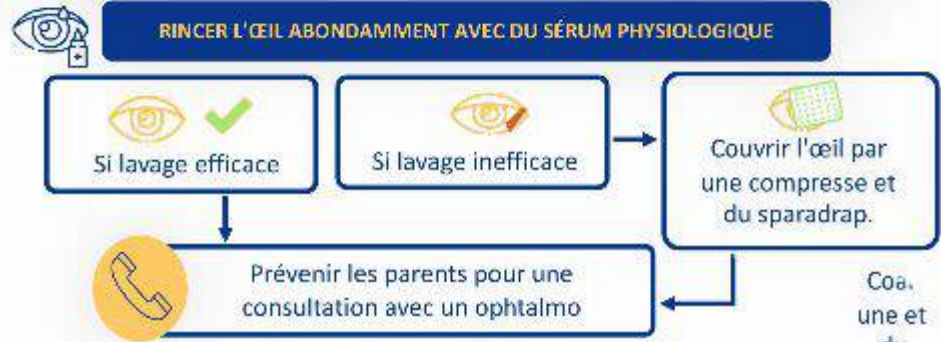 RINCER L'ŒIL ABONDAMMENT AVEC DU SÉRUM PHYSIOLOGIQUE
Si lavage efficace
Si lavage inefficace
Couvrir l'œil par
une compresse et
du sparadrap.
Prévenir les parents pour une
consultation avec un ophtalmo
une et